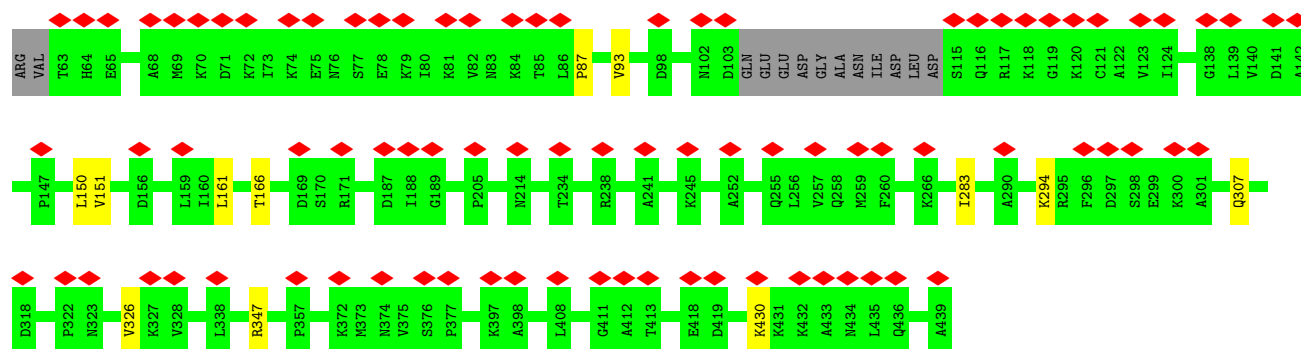 ARG VAL T63 H64 E65 A68 M69 K70 D71 K72 I73 K74 E75 N76 S77 E78 K79 I80 K81 V82 N83 K84 T85 L86 P87 V93 D98 N102 D103 GLN GLU GLU ASP GLY ALA ASN ILE ASP LEU ASP S115 Q116 R117 K118 G119 K120 C121 A122 V123 I124 G138 L139 V140 D141 A142
P147 L150 V151 D156 L159 I160 L161 T166 D169 S170 R171 D187 I188 G189 P205 N214 T234 R238 A241 K245 A252 Q255 L256 V257 Q258 M259 F260 K266 I283 A290 K294 R295 F296 D297 S298 E299 K300 A301 Q307
D318 P322 N323 V326 K327 V328 L338 R347 P357 K372 M373 N374 V375 S376 P377 K397 A398 L408 G411 A412 T413 E418 D419 K430 K431 K432 A433 N434 L435 Q436 A439